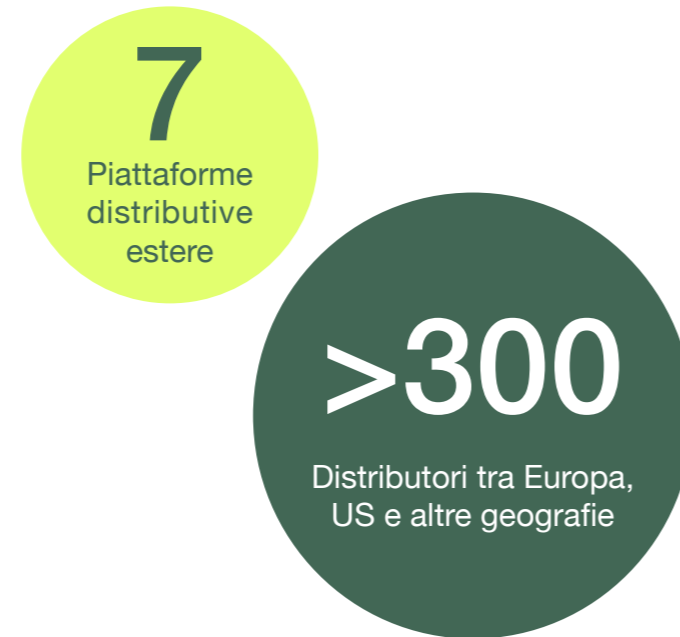 7
Piattaforme
distributive
estere
>300
Distributori tra Europa,
US e altre geografie